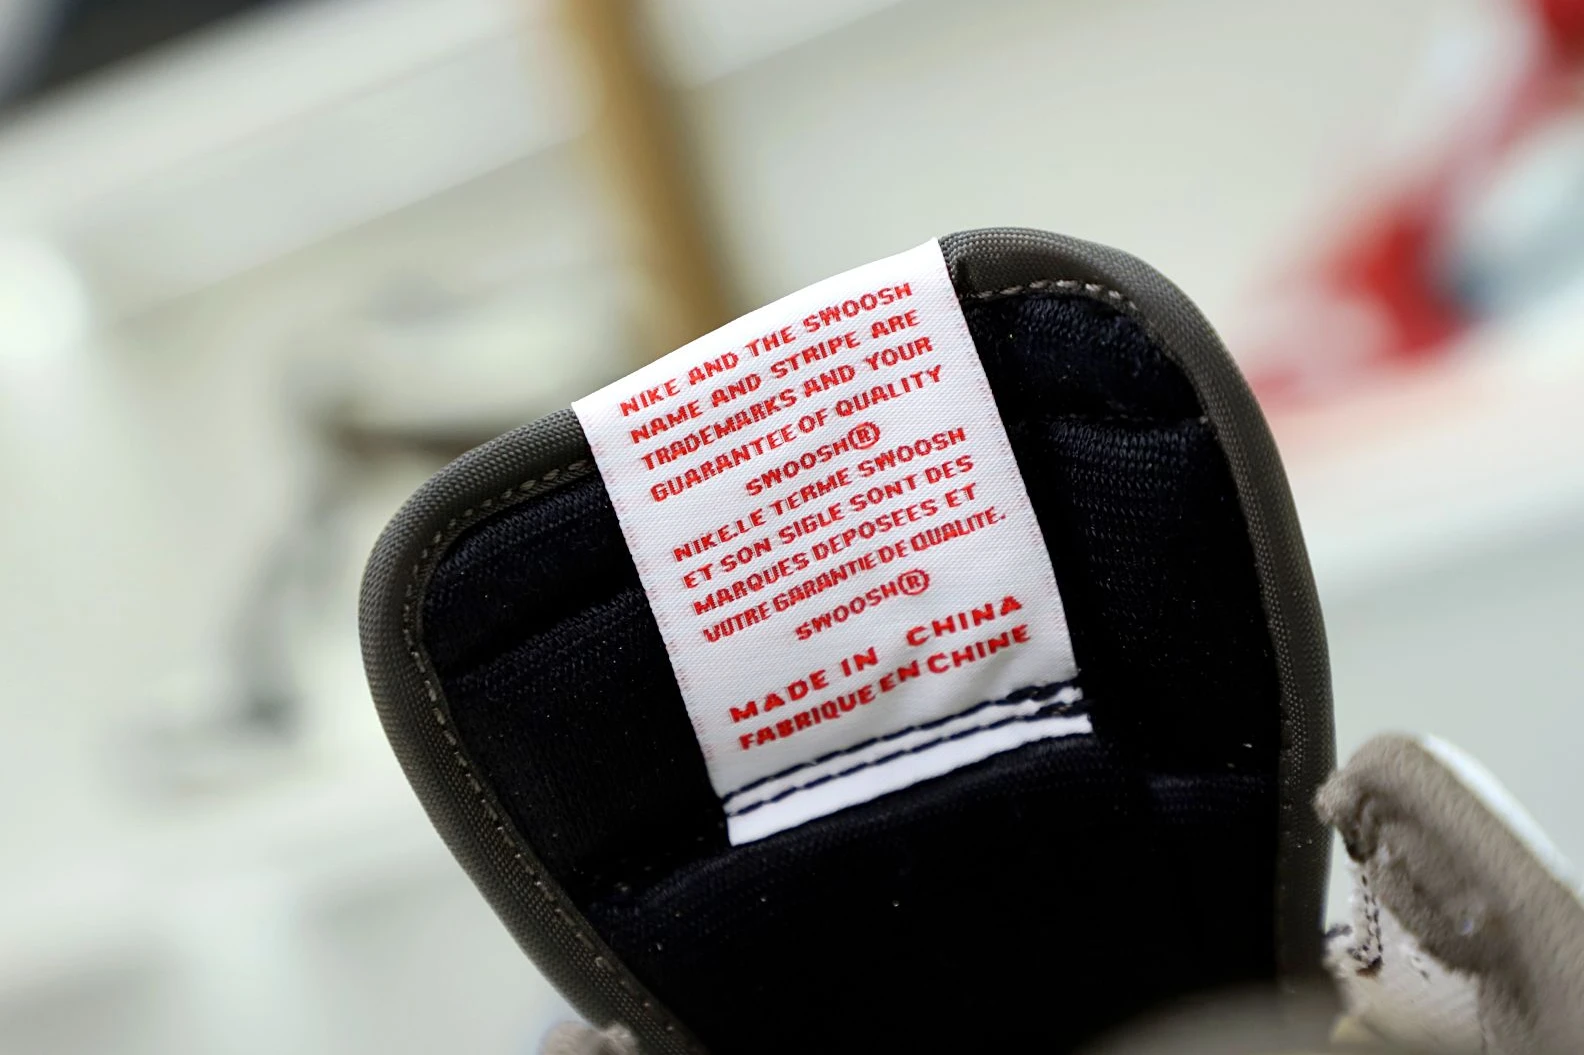 NIKE AND THE SWOOSH
NAME AND STRIPE ARE
TRADEMARKS AND YOUR
GUARANTEE OF QUALITY
SWOOSH®
NIKE.LE TERME SWOOSH
ET SON SIGLE SONT DES
MARQUES DEPOSEES ET
VOTRE GARANTIE DE QUALITE.
SWOOSH®
MADE IN CHINA
FABRIQUE EN CHINE